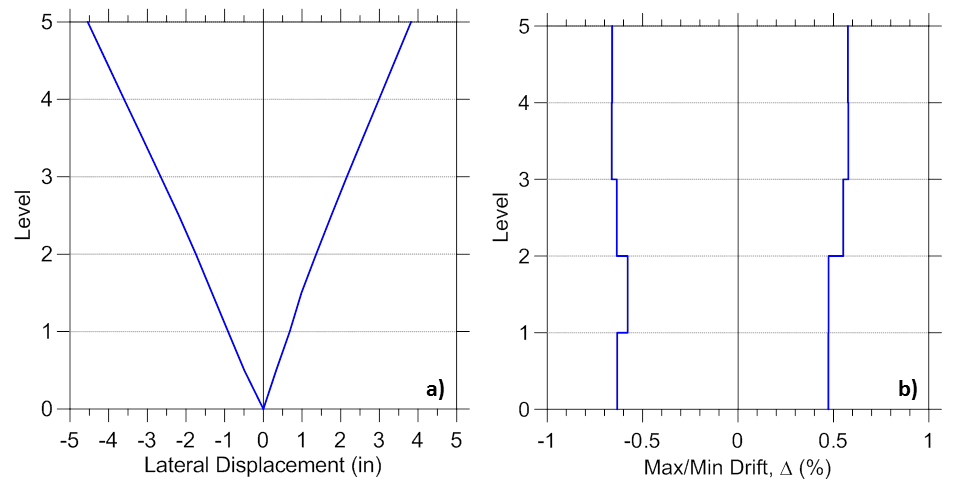 5
4
3
2
1
0
Level
-5 -4 -3 -2 -1 0 1 2 3 4 5
Lateral Displacement (in)
a)
5
4
3
2
1
0
Level
-1 -0.5 0 0.5 1
Max/Min Drift, Δ (%)
b)